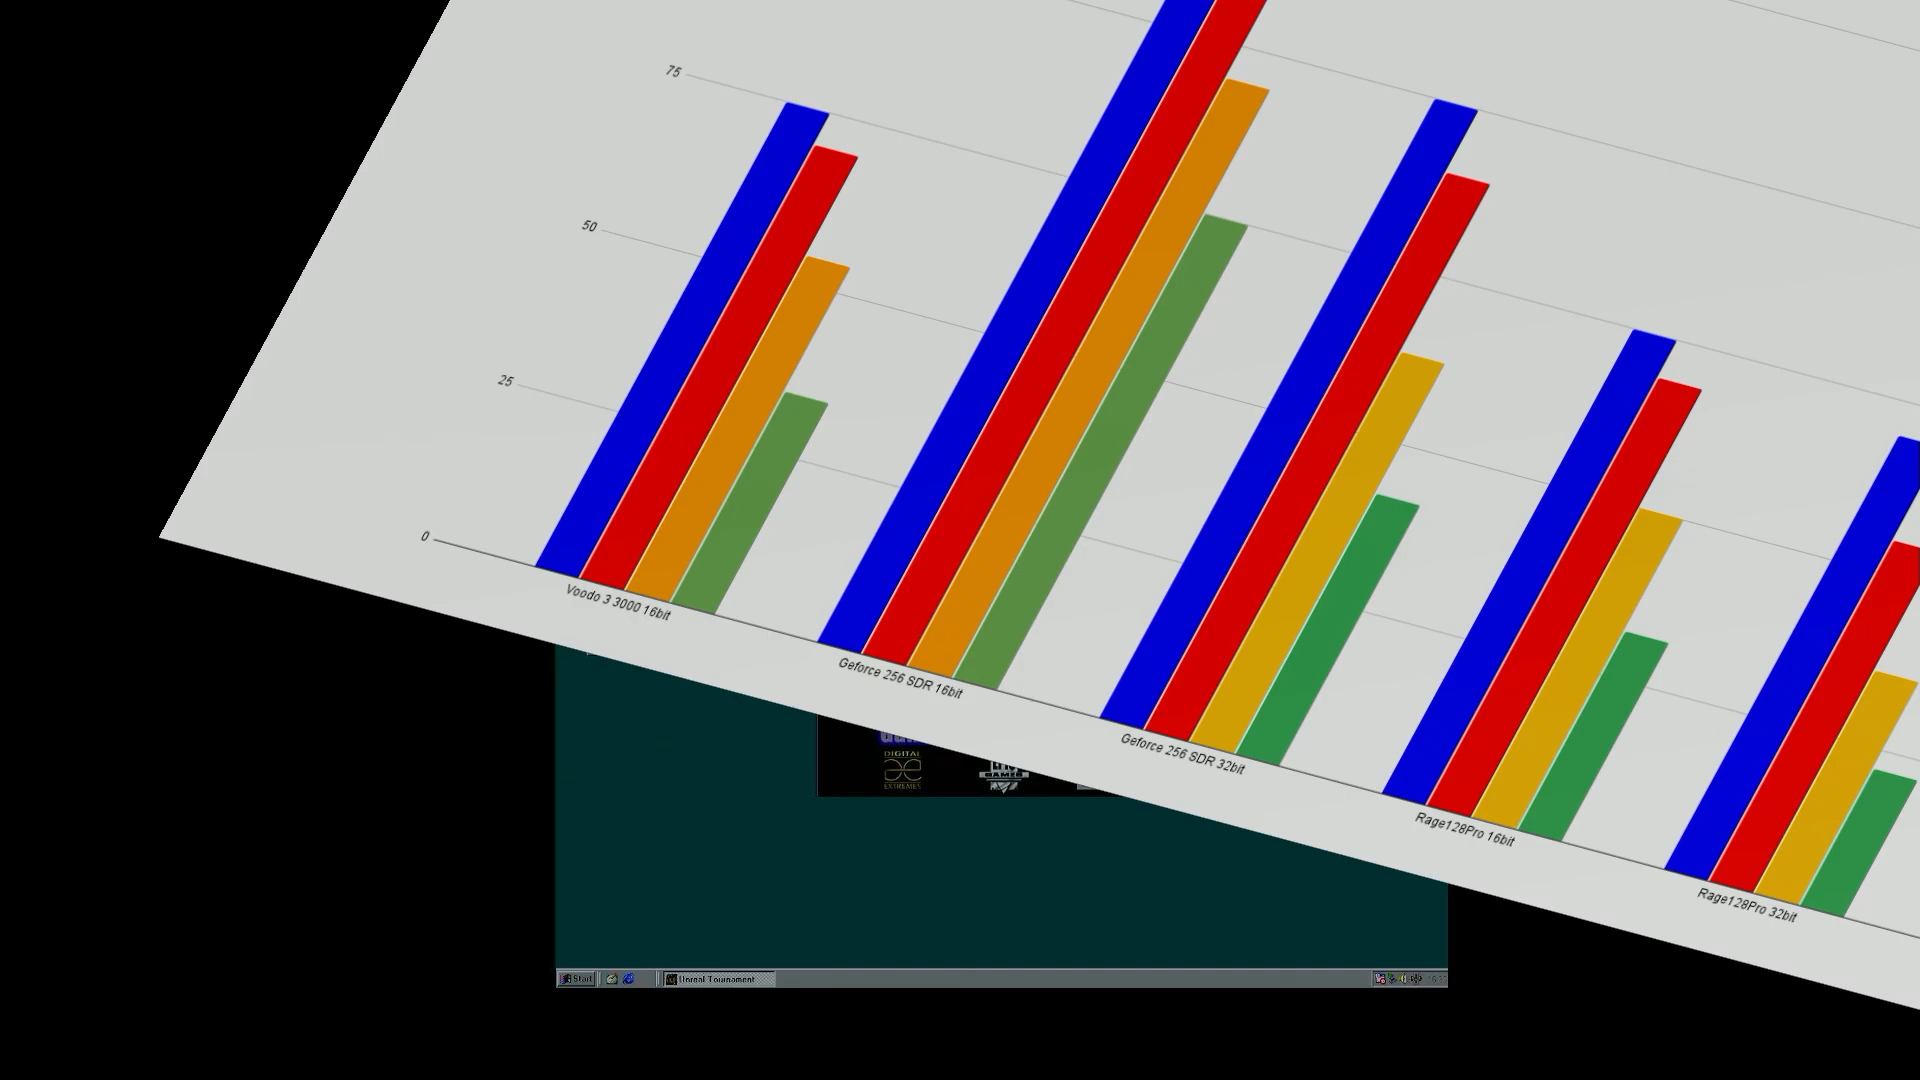 75
50
25
0
Voodo 3 3000 16bit
Geforce 256 SDR 16bit
Geforce 256 SDR 32bit
Rage128Pro 16bit
Rage128Pro 32bit
DIGITAL
EXTREMES
GAMES
Start
Unreal Tournament